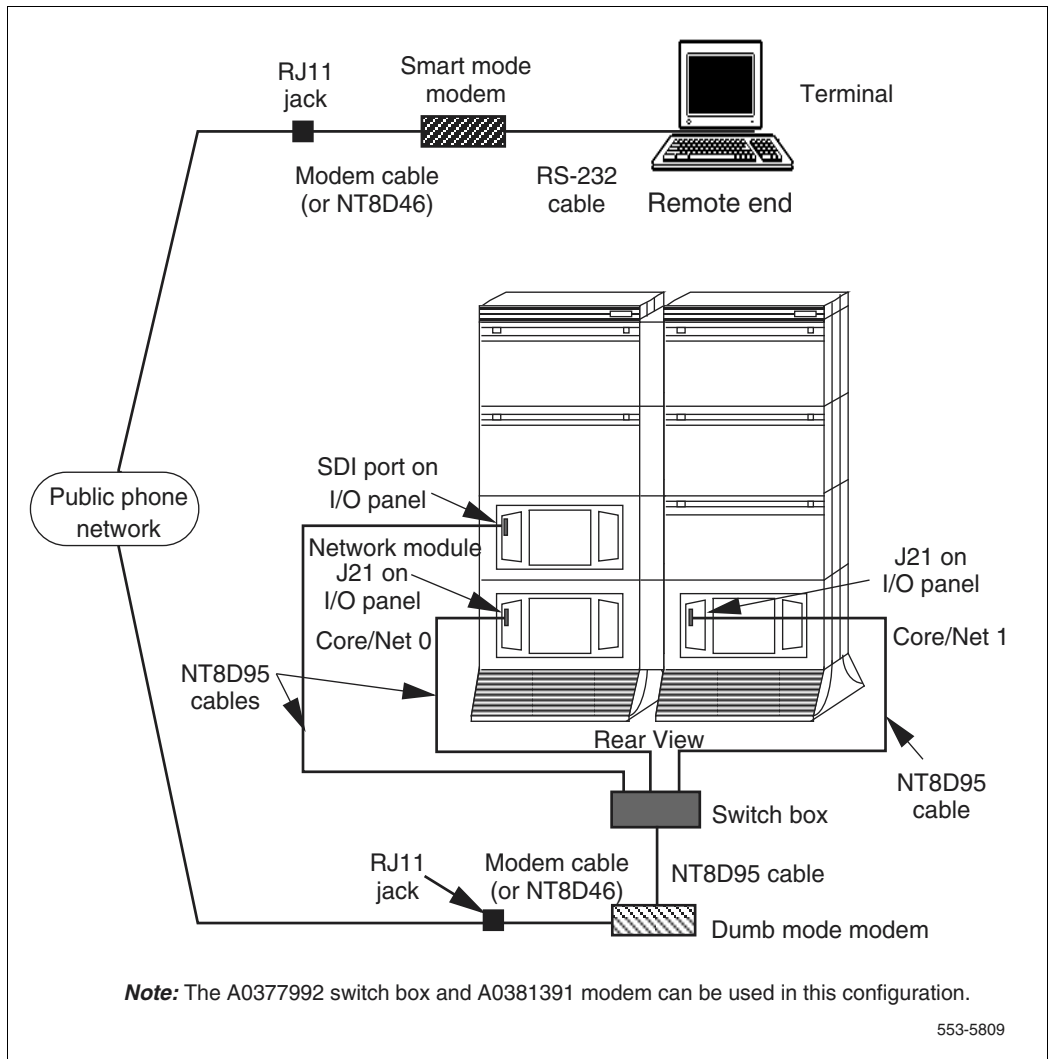 RJ11
jack
Smart mode
modem
Terminal
Modem cable
(or NT8D46)
RS-232
cable
Remote end
Public phone
network
SDI port on
I/O panel
Network module
J21 on
I/O panel
Core/Net 0
J21 on
I/O panel
Core/Net 1
NT8D95
cables
Rear View
NT8D95
cable
Switch box
RJ11
jack
Modem cable
(or NT8D46)
NT8D95 cable
Dumb mode modem
Note: The A0377992 switch box and A0381391 modem can be used in this configuration.
553-5809